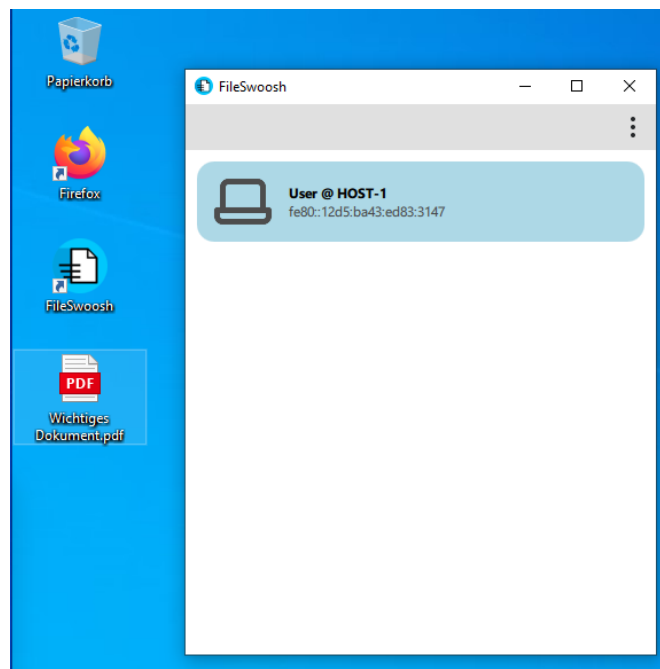 Papierkorb
Firefox
FileSwoosh
PDF
Wichtiges
Dokument.pdf
FileSwoosh
User @ HOST-1
fe80::12d5:ba43:ed83:3147